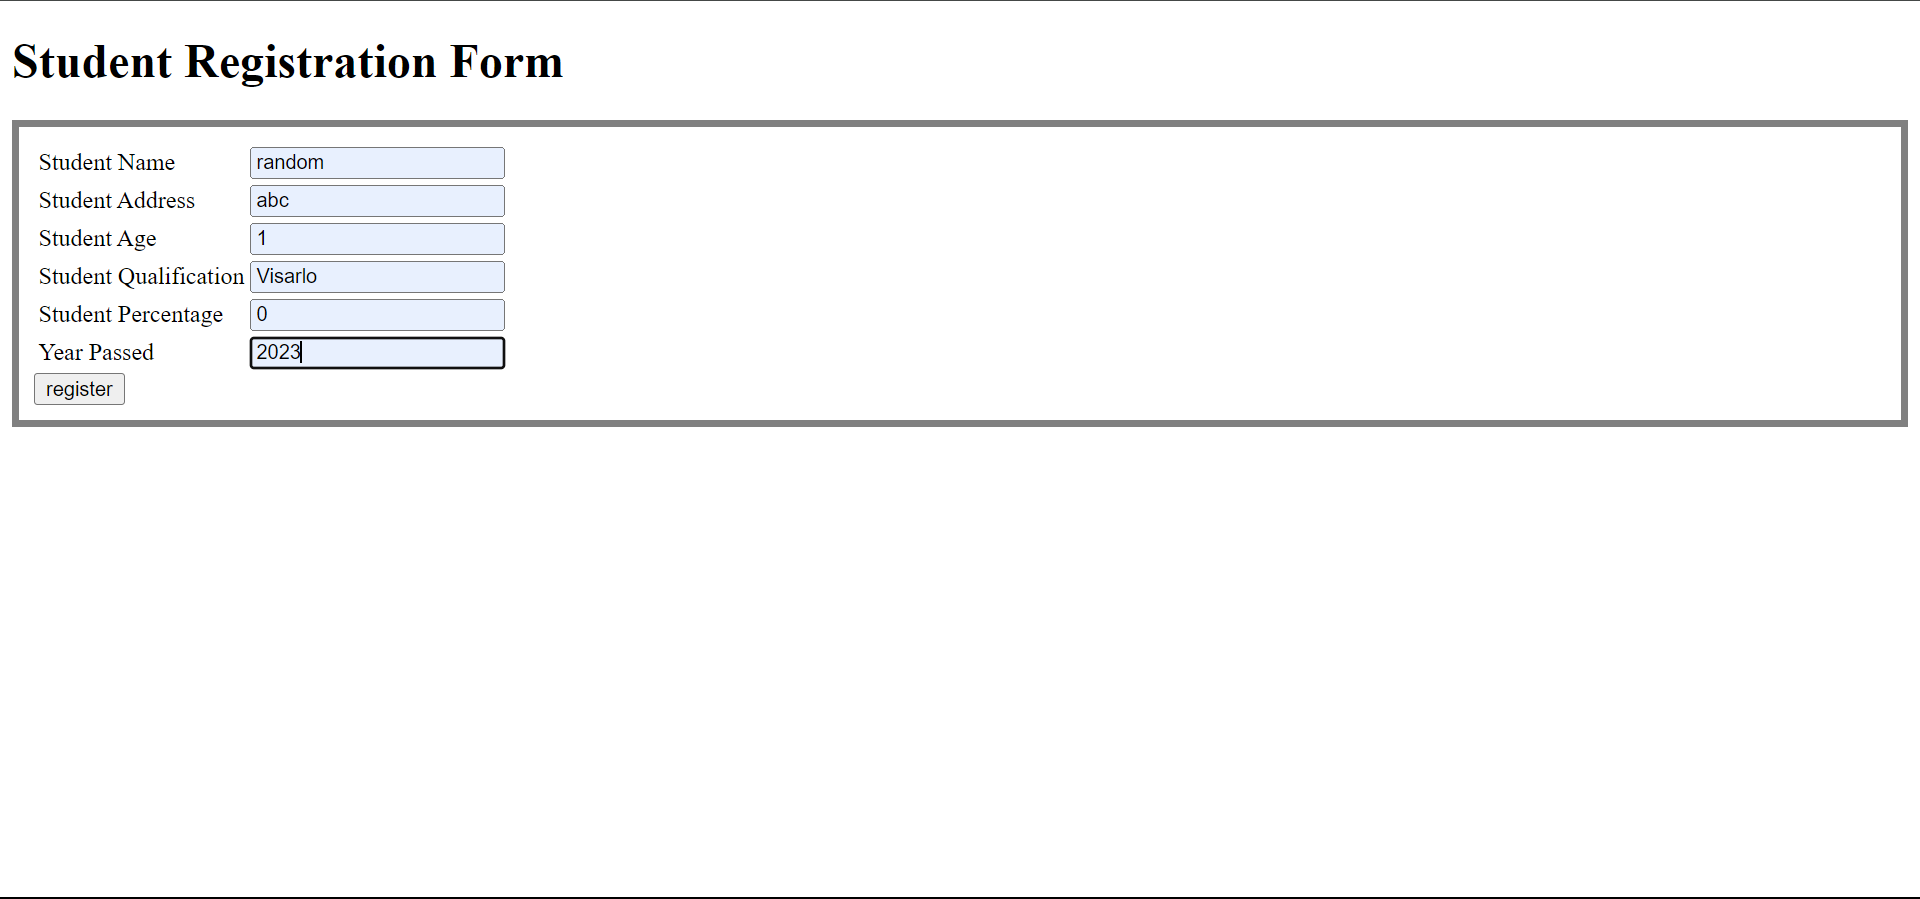 Student Registration Form
Student Name random
Student Address abc
Student Age 1
Student Qualification Visarlo
Student Percentage 0
Year Passed 2023
register